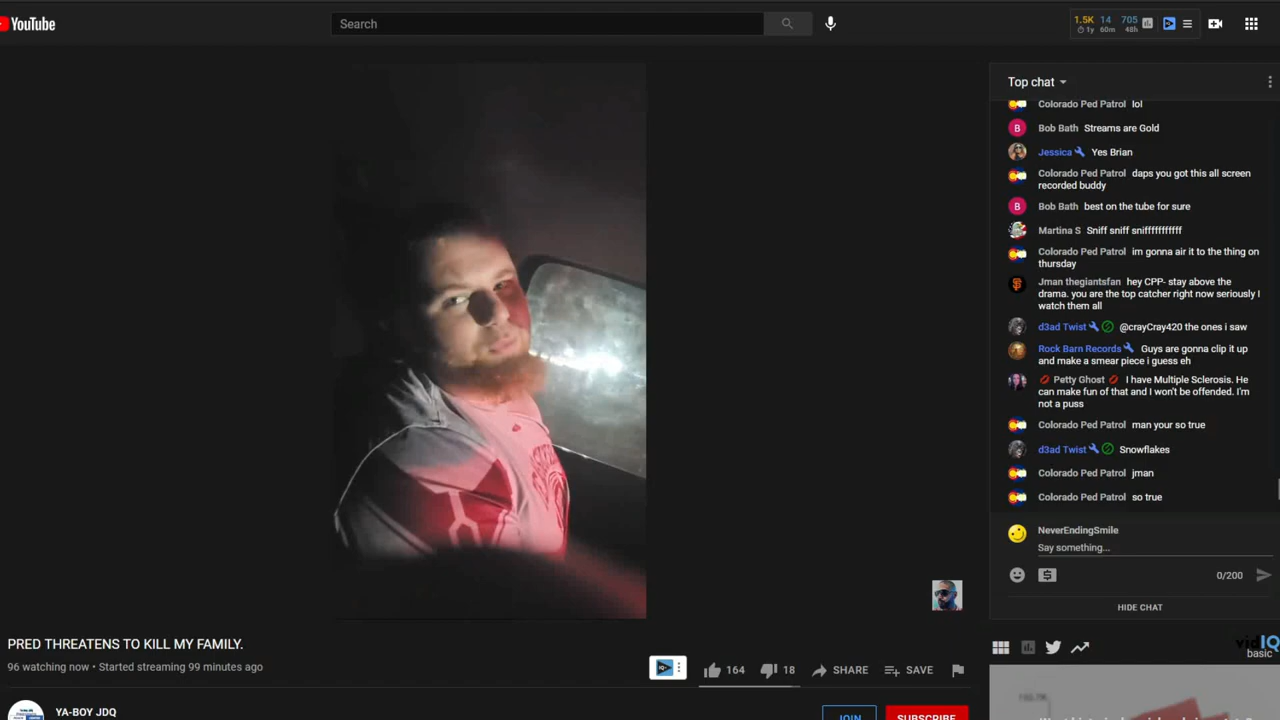 YouTube
Search
1.5K 14 705
1y 60m 48h
Top chat
Colorado Ped Patrol lol
Bob Bath Streams are Gold
Jessica Yes Brian
Colorado Ped Patrol daps you got this all screen
recorded buddy
Bob Bath best on the tube for sure
Martina S Sniff sniff snifffffffffff
Colorado Ped Patrol im gonna air it to the thing on
thursday
Jman thegiantsfan hey CPP- stay above the
drama. you are the top catcher right now seriously I
watch them all
d3ad Twist @crayCray420 the ones i saw
Rock Barn Records Guys are gonna clip it up
and make a smear piece i guess eh
Petty Ghost I have Multiple Sclerosis. He
can make fun of that and I won't be offended. I'm
not a puss
Colorado Ped Patrol man your so true
d3ad Twist Snowflakes
Colorado Ped Patrol jman
Colorado Ped Patrol so true
NeverEndingSmile
Say something...
0/200
HIDE CHAT
PRED THREATENS TO KILL MY FAMILY.
96 watching now • Started streaming 99 minutes ago
IQ
164
18
SHARE
SAVE
vidIQ
basic
YA-BOY JDQ
JOIN
SUBSCRIBE